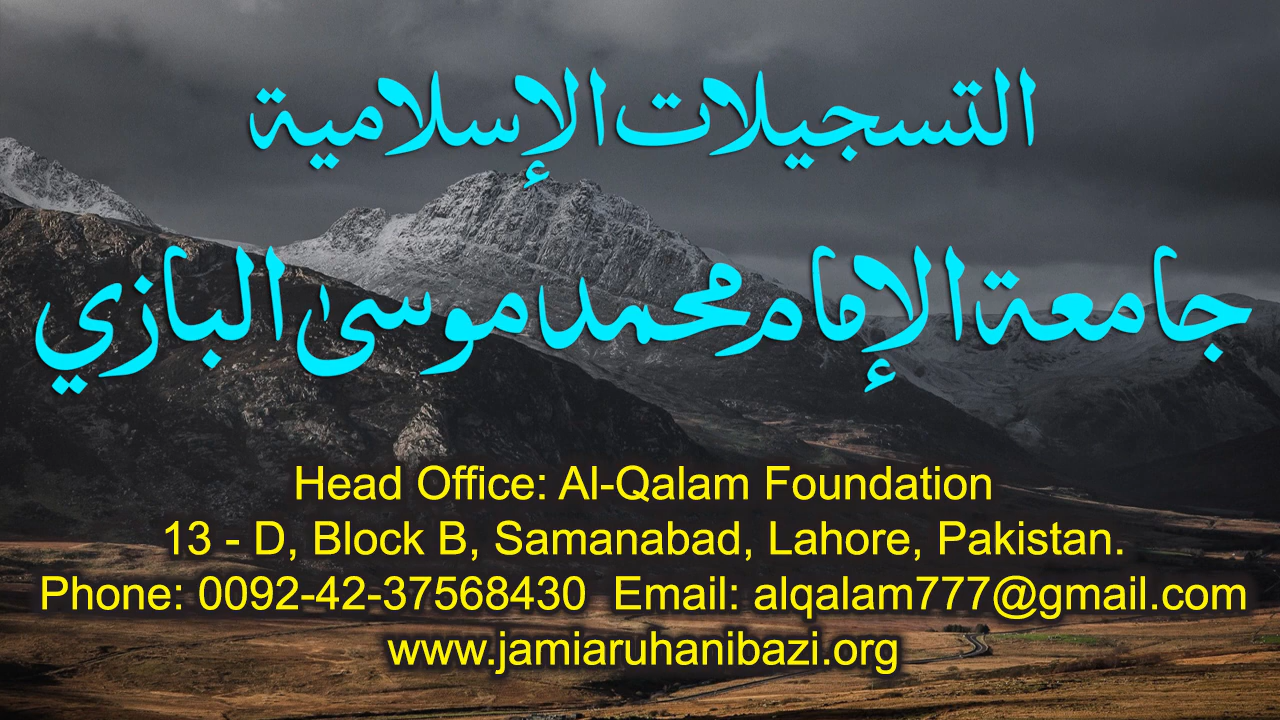 التسجيلات الإسلامية
جامعة الإمام محمد موسىٰ البازي
Head Office: Al-Qalam Foundation
13 - D, Block B, Samanabad, Lahore, Pakistan.
Phone: 0092-42-37568430 Email: alqalam777@gmail.com
www.jamiaruhanibazi.org